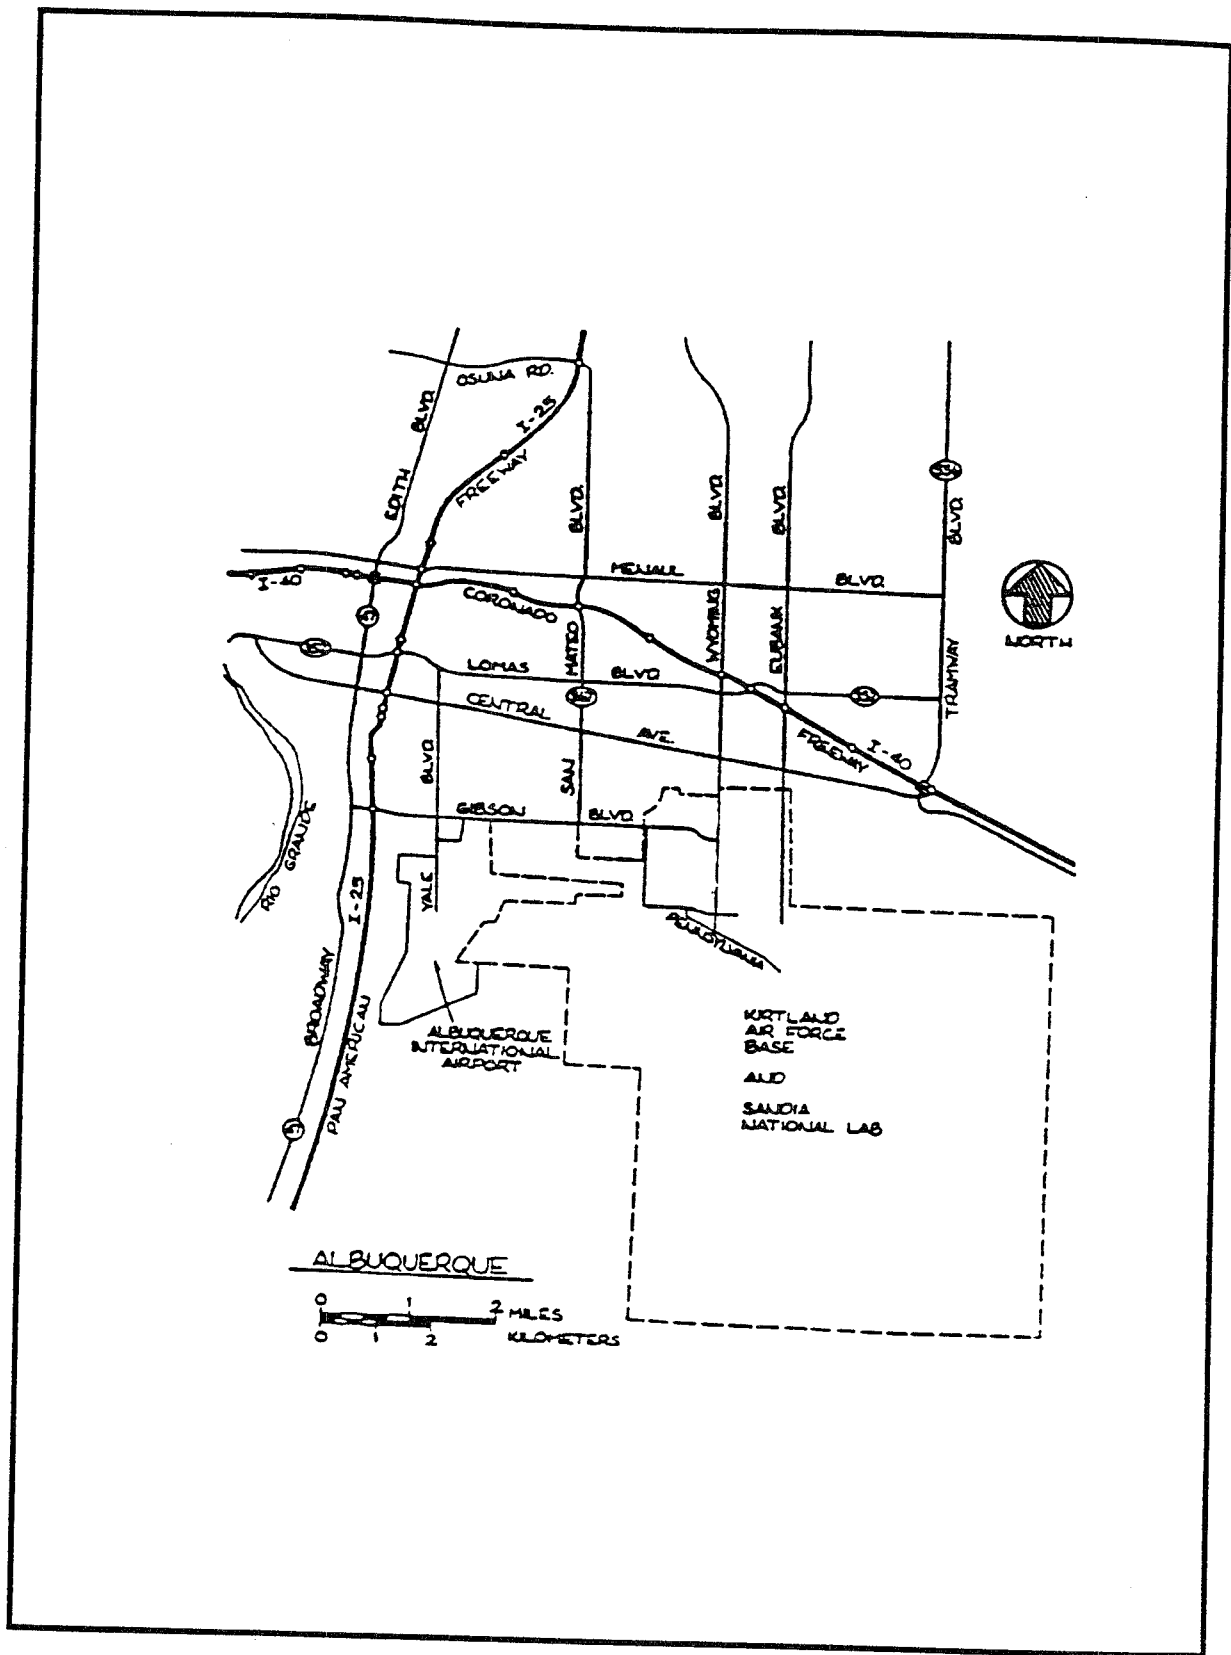 OSUNA RD.
I-25
FREEWAY
EDITH BLVD.
BLVD.
BLVD.
BLVD.
BLVD.
I-40
MENAUL BLVD.
CORONADO
NORTH
WYOMING
EUBANK
TRAMWAY
SAN MATEO
LOMAS BLVD.
CENTRAL AVE.
FREEWAY I-40
YALE BLVD.
GIBSON BLVD.
RIO GRANDE
I-25
PENNSYLVANIA
BROADWAY
PAN AMERICAN
ALBUQUERQUE
INTERNATIONAL
AIRPORT
KIRTLAND
AIR FORCE
BASE
AND
SANDIA
NATIONAL LAB
ALBUQUERQUE
0 1 2 MILES
0 1 2 KILOMETERS